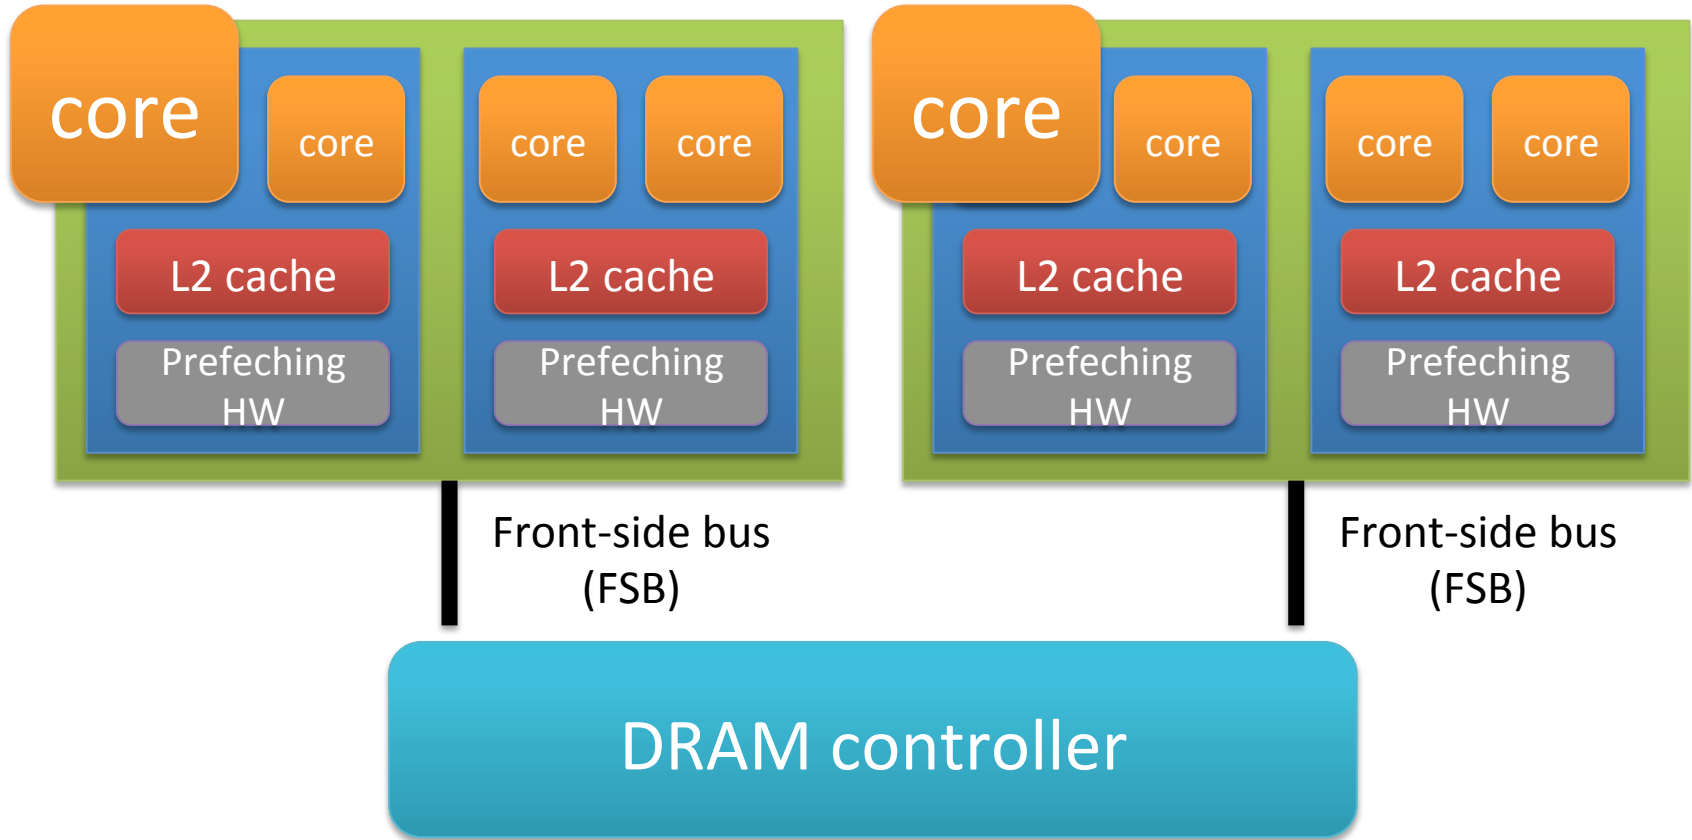 core
core
core
core
core
core
core
core
L2 cache
L2 cache
L2 cache
L2 cache
Prefeching
HW
Prefeching
HW
Prefeching
HW
Prefeching
HW
Front-side bus
(FSB)
Front-side bus
(FSB)
DRAM controller